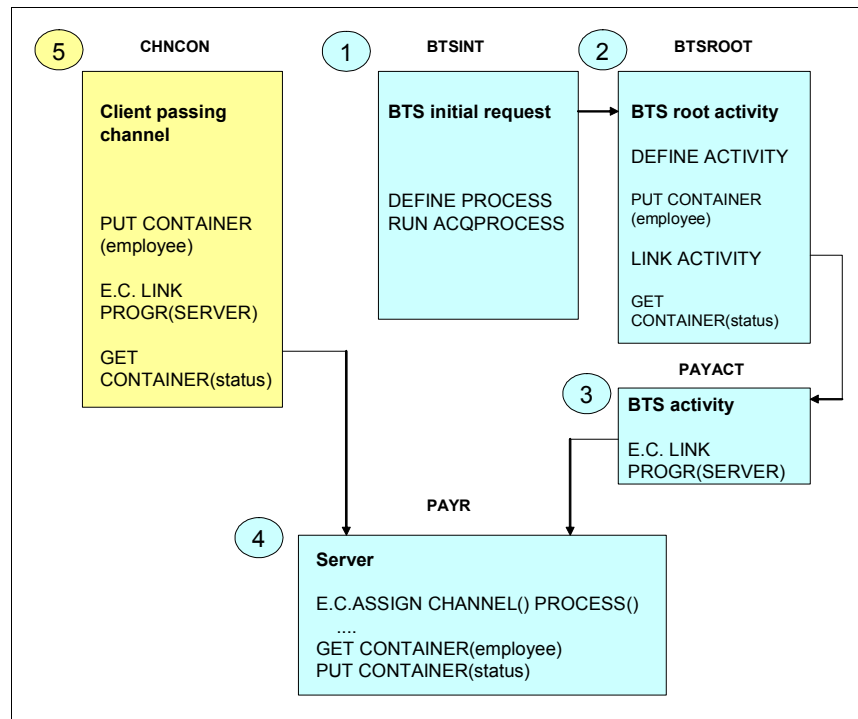 5
CHNCON
Client passing
channel
PUT CONTAINER
(employee)
E.C. LINK
PROGR(SERVER)
GET
CONTAINER(status)
1
BTSINT
BTS initial request
DEFINE PROCESS
RUN ACQPROCESS
2
BTSROOT
BTS root activity
DEFINE ACTIVITY
PUT CONTAINER
(employee)
LINK ACTIVITY
GET
CONTAINER(status)
PAYACT
3
BTS activity
E.C. LINK
PROGR(SERVER)
PAYR
4
Server
E.C.ASSIGN CHANNEL() PROCESS()
....
GET CONTAINER(employee)
PUT CONTAINER(status)